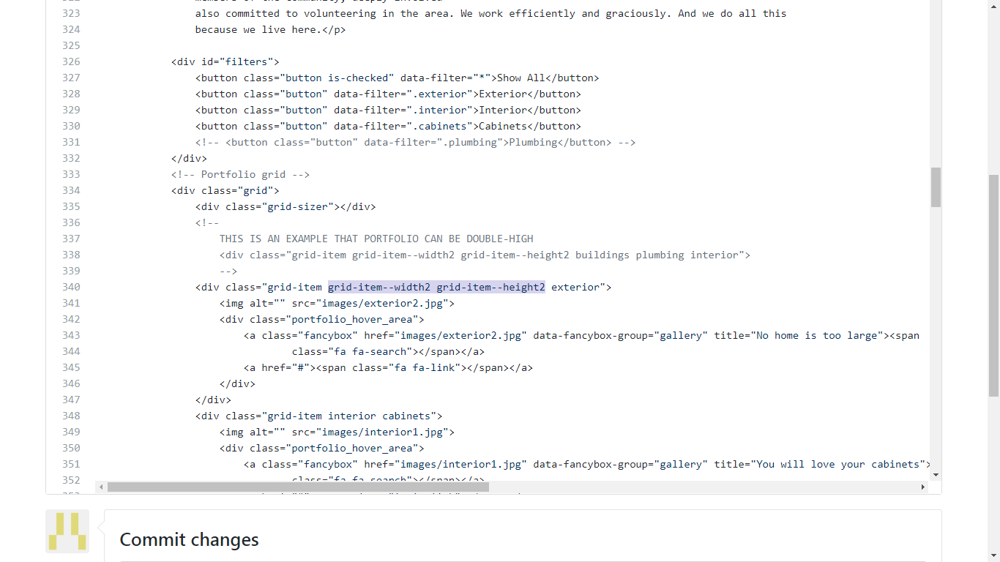 323 also committed to volunteering in the area. We work efficiently and graciously. And we do all this
324 because we live here.</p>
325
326 <div id="filters">
327 <button class="button is-checked" data-filter="*">Show All</button>
328 <button class="button" data-filter=".exterior">Exterior</button>
329 <button class="button" data-filter=".interior">Interior</button>
330 <button class="button" data-filter=".cabinets">Cabinets</button>
331 <!-- <button class="button" data-filter=".plumbing">Plumbing</button> -->
332 </div>
333 <!-- Portfolio grid -->
334 <div class="grid">
335 <div class="grid-sizer"></div>
336 <!--
337 THIS IS AN EXAMPLE THAT PORTFOLIO CAN BE DOUBLE-HIGH
338 <div class="grid-item grid-item--width2 grid-item--height2 buildings plumbing interior">
339 -->
340 <div class="grid-item grid-item--width2 grid-item--height2 exterior">
341 <img alt="" src="images/exterior2.jpg">
342 <div class="portfolio_hover_area">
343 <a class="fancybox" href="images/exterior2.jpg" data-fancybox-group="gallery" title="No home is too large"><span
344 class="fa fa-search"></span></a>
345 <a href="#"><span class="fa fa-link"></span></a>
346 </div>
347 </div>
348 <div class="grid-item interior cabinets">
349 <img alt="" src="images/interior1.jpg">
350 <div class="portfolio_hover_area">
351 <a class="fancybox" href="images/interior1.jpg" data-fancybox-group="gallery" title="You will love your cabinets">
352 class="fa fa-search"></span></a>
Commit changes